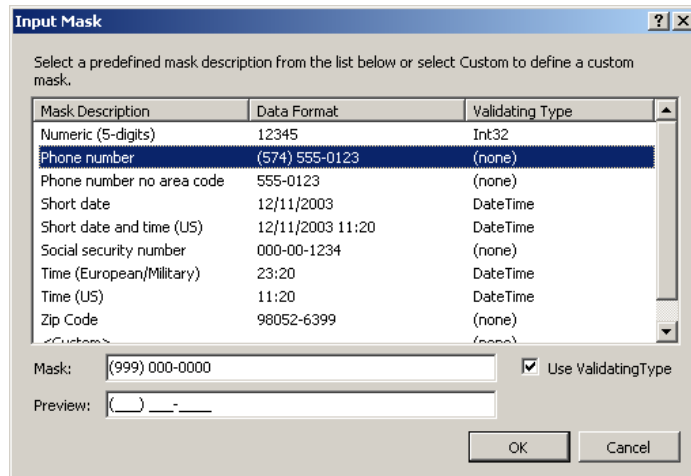 Input Mask
Select a predefined mask description from the list below or select Custom to define a custom
mask.
Mask Description Data Format Validating Type
Numeric (5-digits) 12345 Int32
Phone number (574) 555-0123 (none)
Phone number no area code 555-0123 (none)
Short date 12/11/2003 DateTime
Short date and time (US) 12/11/2003 11:20 DateTime
Social security number 000-00-1234 (none)
Time (European/Military) 23:20 DateTime
Time (US) 11:20 DateTime
Zip Code 98052-6399 (none)
<Custom> (none)
Mask: (999) 000-0000 Use ValidatingType
Preview: (___) ___-____
OK Cancel